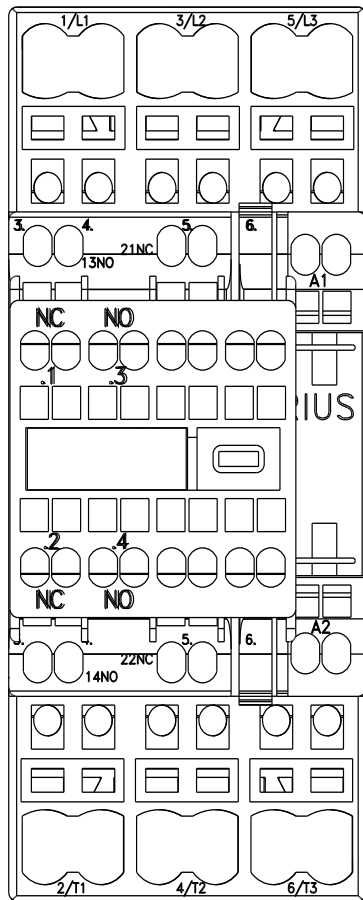 1/L1 3/L2 5/L3
3. 4. 5. 6.
21NC
13NO
A1
NC NO
.1 .3
RIUS
.2 .4
NC NO
5. 6. A2
22NC
14NO
2/T1 4/T2 6/T3